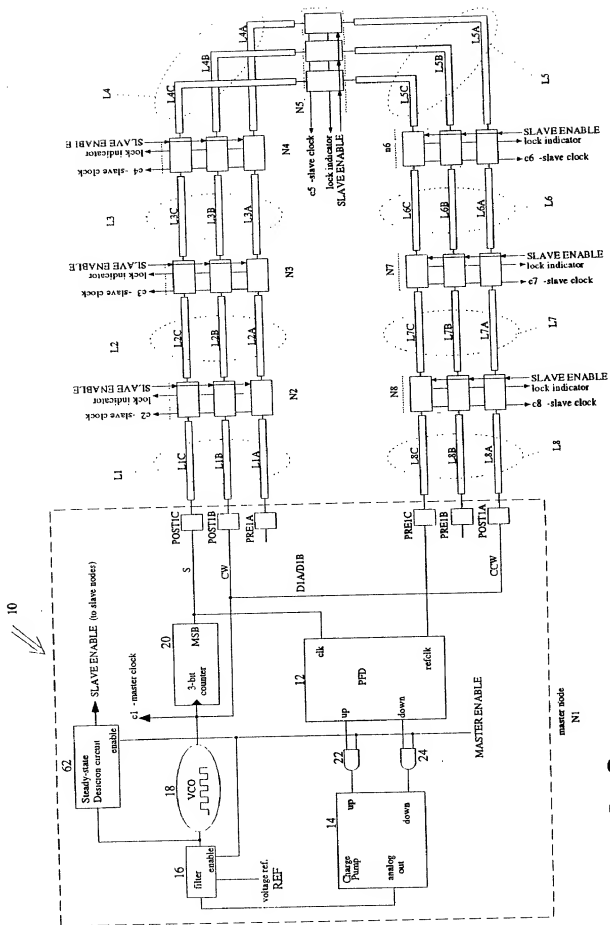 10
62
Steady-state
Desicion circuit
enable
SLAVE ENABLE (to slave nodes)
c1 -master clock
20
3-bit
counter
MSB
18
VCO
16
filter
enable
voltage ref.
REF
22
24
MASTER ENABLE
14
Charge
Pump
up
analog
out
down
12
up
clk
PFD
down
refclk
S
CW
D1A/D1B
CCW
POST1C
POST1B
PRE1A
PRE1C
PRE1B
POST1A
master node
N1
L1
L1C
L1B
L1A
c2 - slave clock
lock indicator
SLAVE ENABLE
N2
L2
L2C
L2B
L2A
c3 -slave clock
lock indicator
SLAVE ENABLE
N3
L3
L3C
L3B
L3A
c4 - slave clock
lock indicator
SLAVE ENABLE
N4
L4
L4C
L4B
L4A
N5
c5 -slave clock
lock indicator
SLAVE ENABLE
L5C
L5B
L5A
L5
n6
SLAVE ENABLE
lock indicator
c6 -slave clock
L6C
L6B
L6A
L6
N7
SLAVE ENABLE
lock indicator
c7 -slave clock
L7C
L7B
L7A
L7
N8
SLAVE ENABLE
lock indicator
c8 -slave clock
L8C
L8B
L8A
L8